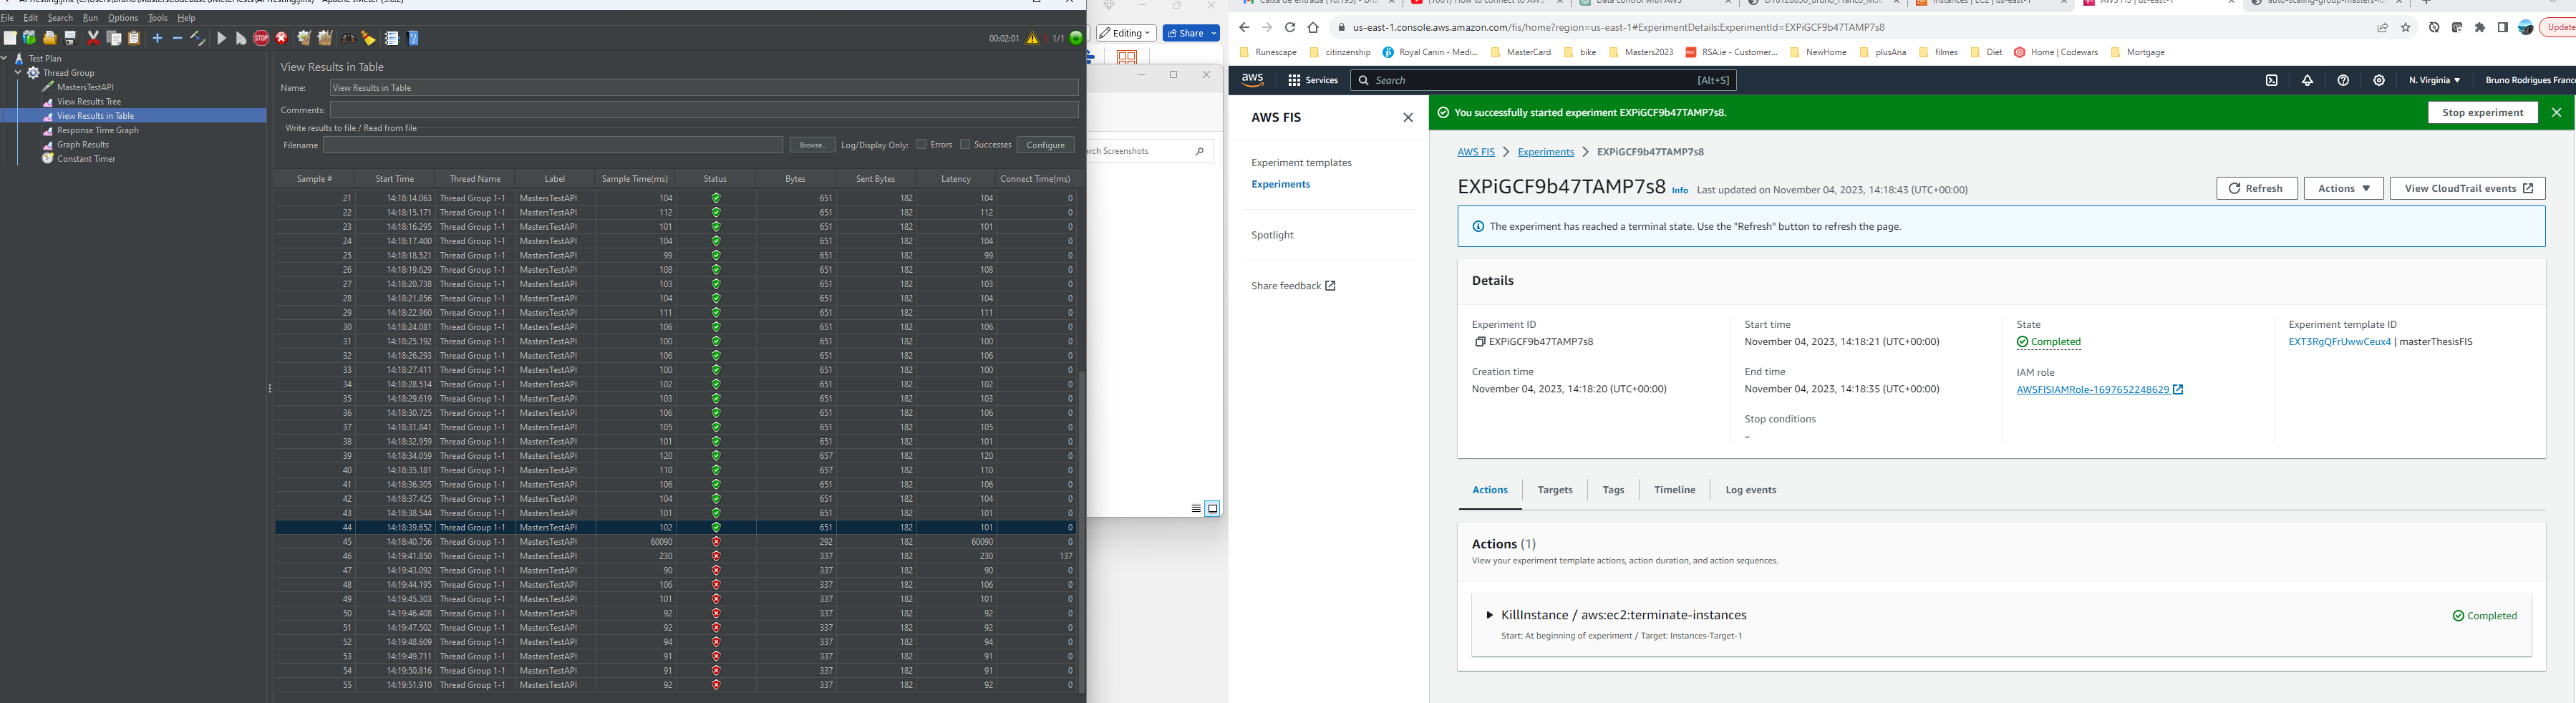 File Edit Search Run Options Tools Help
00:02:01 1/1
Test Plan
Thread Group
MastersTestAPI
View Results Tree
View Results in Table
Response Time Graph
Graph Results
Constant Timer
View Results in Table
Name: View Results in Table
Comments:
Write results to file / Read from file
Filename Browse... Log/Display Only: Errors Successes Configure
Sample # Start Time Thread Name Label Sample Time(ms) Status Bytes Sent Bytes Latency Connect Time(ms)
21 14:18:14.063 Thread Group 1-1 MastersTestAPI 104 651 182 104 0
22 14:18:15.171 Thread Group 1-1 MastersTestAPI 112 651 182 112 0
23 14:18:16.295 Thread Group 1-1 MastersTestAPI 101 651 182 101 0
24 14:18:17.400 Thread Group 1-1 MastersTestAPI 104 651 182 104 0
25 14:18:18.521 Thread Group 1-1 MastersTestAPI 99 651 182 99 0
26 14:18:19.629 Thread Group 1-1 MastersTestAPI 108 651 182 108 0
27 14:18:20.738 Thread Group 1-1 MastersTestAPI 103 651 182 103 0
28 14:18:21.856 Thread Group 1-1 MastersTestAPI 104 651 182 104 0
29 14:18:22.960 Thread Group 1-1 MastersTestAPI 111 651 182 111 0
30 14:18:24.081 Thread Group 1-1 MastersTestAPI 106 651 182 106 0
31 14:18:25.192 Thread Group 1-1 MastersTestAPI 100 651 182 100 0
32 14:18:26.293 Thread Group 1-1 MastersTestAPI 106 651 182 106 0
33 14:18:27.411 Thread Group 1-1 MastersTestAPI 100 651 182 100 0
34 14:18:28.514 Thread Group 1-1 MastersTestAPI 102 651 182 102 0
35 14:18:29.619 Thread Group 1-1 MastersTestAPI 103 651 182 103 0
36 14:18:30.725 Thread Group 1-1 MastersTestAPI 106 651 182 106 0
37 14:18:31.841 Thread Group 1-1 MastersTestAPI 105 651 182 105 0
38 14:18:32.959 Thread Group 1-1 MastersTestAPI 101 651 182 101 0
39 14:18:34.059 Thread Group 1-1 MastersTestAPI 120 657 182 120 0
40 14:18:35.181 Thread Group 1-1 MastersTestAPI 110 657 182 110 0
41 14:18:36.305 Thread Group 1-1 MastersTestAPI 106 651 182 106 0
42 14:18:37.425 Thread Group 1-1 MastersTestAPI 104 651 182 104 0
43 14:18:38.544 Thread Group 1-1 MastersTestAPI 101 651 182 101 0
44 14:18:39.652 Thread Group 1-1 MastersTestAPI 102 651 182 101 0
45 14:18:40.756 Thread Group 1-1 MastersTestAPI 60090 292 182 60090 0
46 14:19:41.850 Thread Group 1-1 MastersTestAPI 230 337 182 230 137
47 14:19:43.092 Thread Group 1-1 MastersTestAPI 90 337 182 90 0
48 14:19:44.195 Thread Group 1-1 MastersTestAPI 106 337 182 106 0
49 14:19:45.303 Thread Group 1-1 MastersTestAPI 101 337 182 101 0
50 14:19:46.408 Thread Group 1-1 MastersTestAPI 92 337 182 92 0
51 14:19:47.502 Thread Group 1-1 MastersTestAPI 92 337 182 92 0
52 14:19:48.609 Thread Group 1-1 MastersTestAPI 94 337 182 94 0
53 14:19:49.711 Thread Group 1-1 MastersTestAPI 91 337 182 91 0
54 14:19:50.816 Thread Group 1-1 MastersTestAPI 91 337 182 91 0
55 14:19:51.910 Thread Group 1-1 MastersTestAPI 92 337 182 92 0
Editing Share
rch Screenshots
us-east-1.console.aws.amazon.com/fis/home?region=us-east-1#ExperimentDetails:ExperimentId=EXPiGCF9b47TAMP7s8
Update
Runescape citinzenship Royal Canin - Medi... MasterCard bike Masters2023 RSA.ie - Customer... NewHome plusAna filmes Diet Home | Codewars Mortgage
aws Services Search [Alt+S] N. Virginia Bruno Rodrigues Franc
AWS FIS
Experiment templates
Experiments
Spotlight
Share feedback
You successfully started experiment EXPiGCF9b47TAMP7s8. Stop experiment
AWS FIS Experiments EXPiGCF9b47TAMP7s8
EXPiGCF9b47TAMP7s8 Info Last updated on November 04, 2023, 14:18:43 (UTC+00:00) Refresh Actions View CloudTrail events
The experiment has reached a terminal state. Use the "Refresh" button to refresh the page.
Details
Experiment ID
EXPiGCF9b47TAMP7s8
Creation time
November 04, 2023, 14:18:20 (UTC+00:00)
Start time
November 04, 2023, 14:18:21 (UTC+00:00)
End time
November 04, 2023, 14:18:35 (UTC+00:00)
Stop conditions
–
State
Completed
IAM role
AWSFISIAMRole-1697652248629
Experiment template ID
EXT3RgQFrUwwCeux4 | masterThesisFIS
Actions Targets Tags Timeline Log events
Actions (1)
View your experiment template actions, action duration, and action sequences.
KillInstance / aws:ec2:terminate-instances Completed
Start: At beginning of experiment / Target: Instances-Target-1